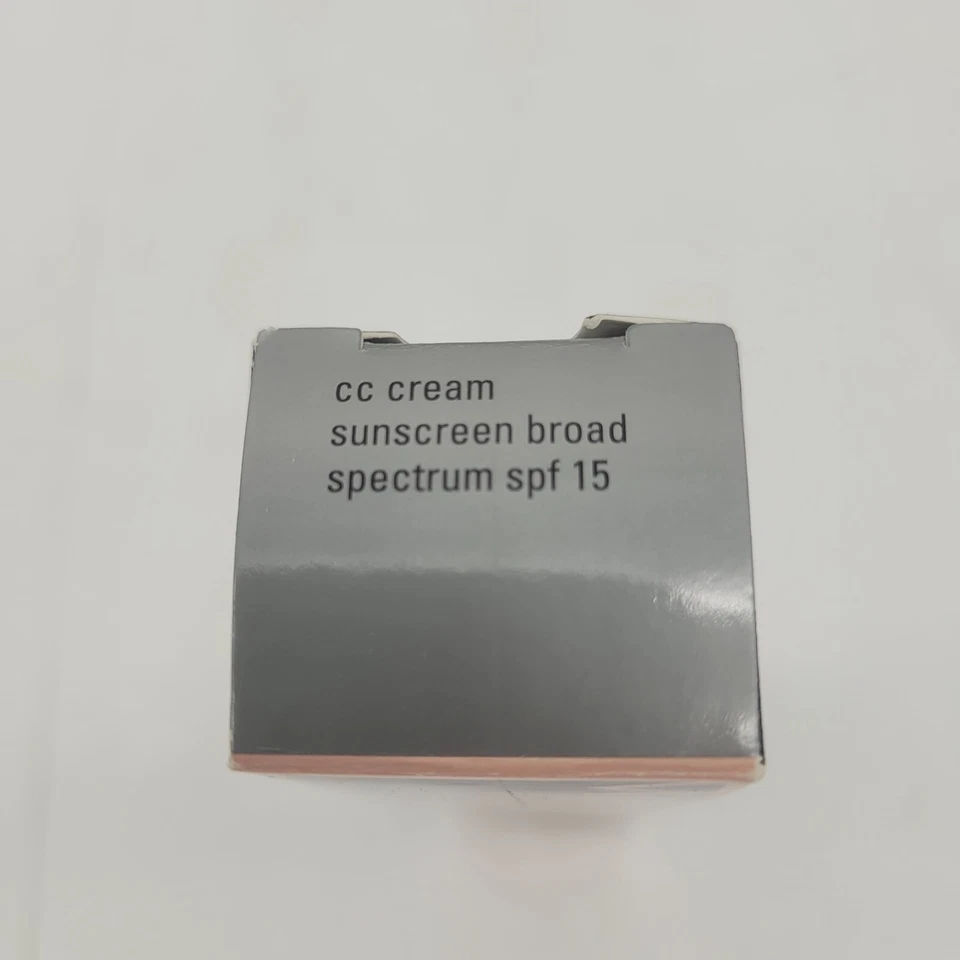 cc cream
sunscreen broad
spectrum spf 15